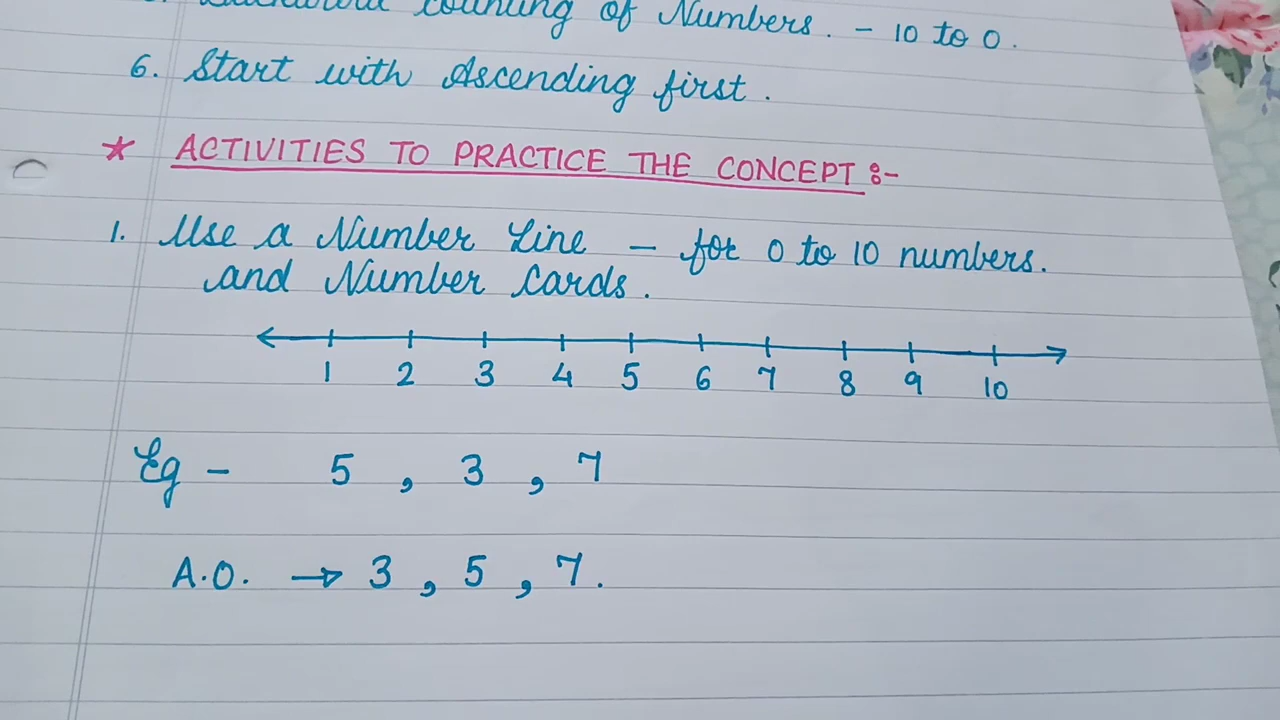 counting of Numbers. - 10 to 0.
6. Start with Ascending first.
* ACTIVITIES TO PRACTICE THE CONCEPT :-
1. Use a Number Line - for 0 to 10 numbers.
and Number Cards.
1 2 3 4 5 6 7 8 9 10
Eg - 5 , 3 , 7
A.O. → 3 , 5 , 7.